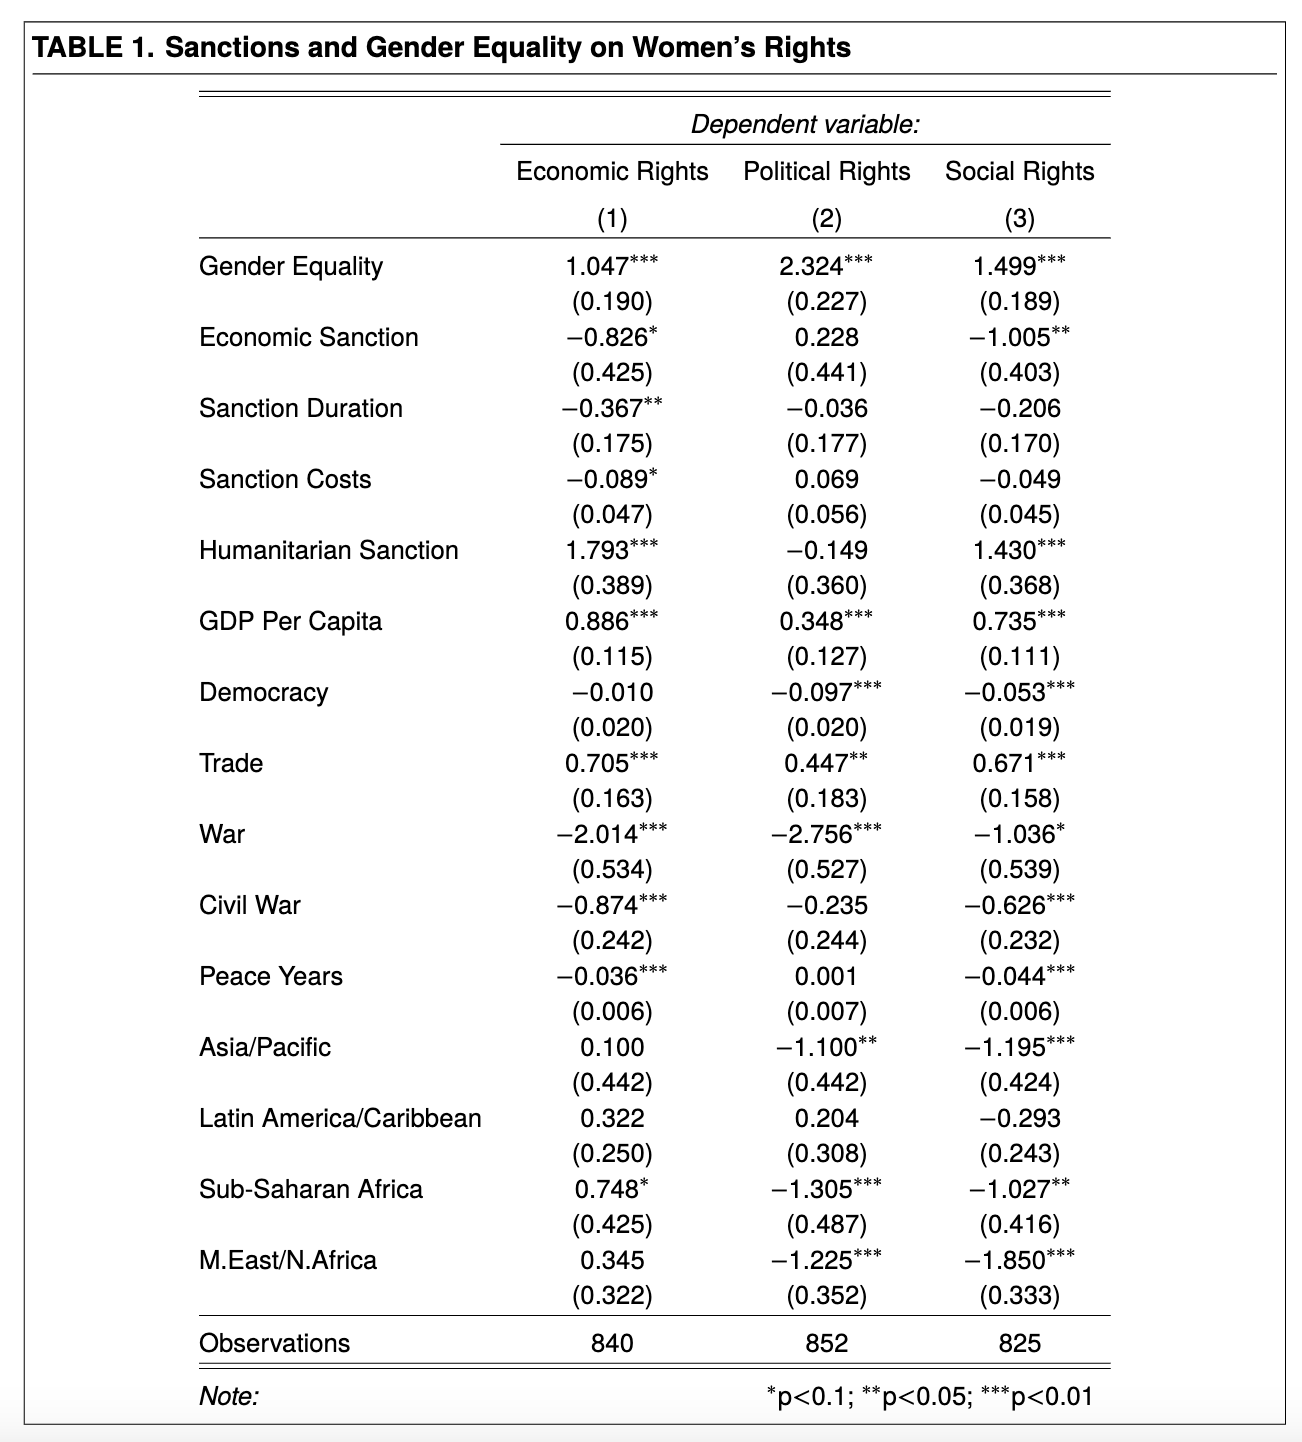 TABLE 1. Sanctions and Gender Equality on Women’s Rights
Dependent variable:
Economic Rights Political Rights Social Rights
(1) (2) (3)
Gender Equality 1.047*** 2.324*** 1.499***
(0.190) (0.227) (0.189)
Economic Sanction −0.826* 0.228 −1.005**
(0.425) (0.441) (0.403)
Sanction Duration −0.367** −0.036 −0.206
(0.175) (0.177) (0.170)
Sanction Costs −0.089* 0.069 −0.049
(0.047) (0.056) (0.045)
Humanitarian Sanction 1.793*** −0.149 1.430***
(0.389) (0.360) (0.368)
GDP Per Capita 0.886*** 0.348*** 0.735***
(0.115) (0.127) (0.111)
Democracy −0.010 −0.097*** −0.053***
(0.020) (0.020) (0.019)
Trade 0.705*** 0.447** 0.671***
(0.163) (0.183) (0.158)
War −2.014*** −2.756*** −1.036*
(0.534) (0.527) (0.539)
Civil War −0.874*** −0.235 −0.626***
(0.242) (0.244) (0.232)
Peace Years −0.036*** 0.001 −0.044***
(0.006) (0.007) (0.006)
Asia/Pacific 0.100 −1.100** −1.195***
(0.442) (0.442) (0.424)
Latin America/Caribbean 0.322 0.204 −0.293
(0.250) (0.308) (0.243)
Sub-Saharan Africa 0.748* −1.305*** −1.027**
(0.425) (0.487) (0.416)
M.East/N.Africa 0.345 −1.225*** −1.850***
(0.322) (0.352) (0.333)
Observations 840 852 825
Note: *p<0.1; **p<0.05; ***p<0.01